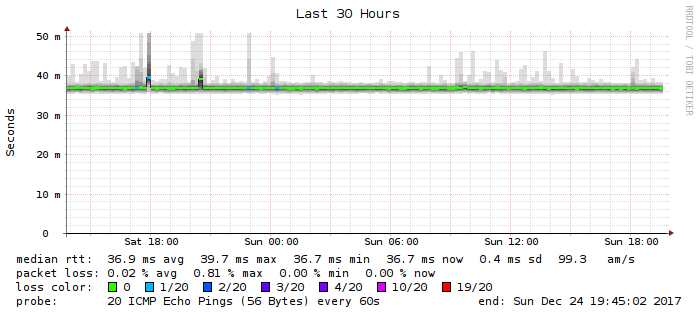 Last 30 Hours
RRDTOOL / TOBI OETIKER
Seconds
50 m
40 m
30 m
20 m
10 m
0
Sat 18:00 Sun 00:00 Sun 06:00 Sun 12:00 Sun 18:00
median rtt: 36.9 ms avg 39.7 ms max 36.7 ms min 36.7 ms now 0.4 ms sd 99.3 am/s
packet loss: 0.02 % avg 0.81 % max 0.00 % min 0.00 % now
loss color: 0 1/20 2/20 3/20 4/20 10/20 19/20
probe: 20 ICMP Echo Pings (56 Bytes) every 60s end: Sun Dec 24 19:45:02 2017